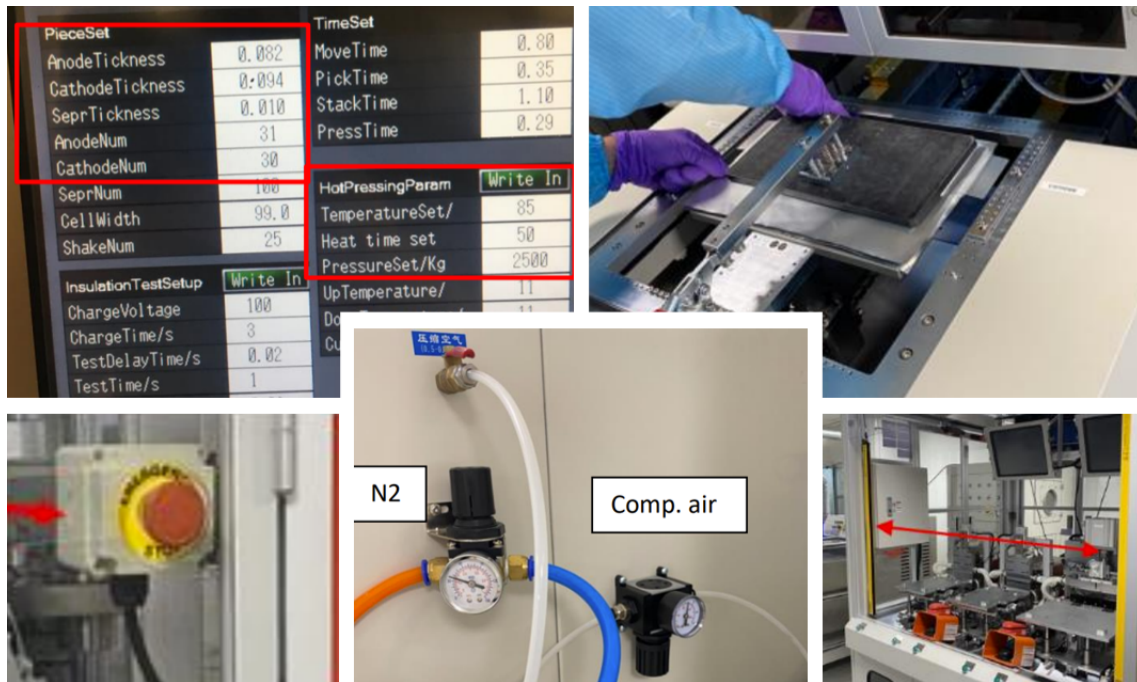 PieceSet
AnodeTickness 0.082
CathodeTickness 0.094
SeprTickness 0.010
AnodeNum 31
CathodeNum 30
SeprNum 100
CellWidth 99.0
ShakeNum 25
InsulationTestSetup Write In
ChargeVoltage 100
ChargeTime/s 3
TestDelayTime/s 0.02
TestTime/s 1
TimeSet
MoveTime 0.80
PickTime 0.35
StackTime 1.10
PressTime 0.29
HotPressingParam Write In
TemperatureSet/ 85
Heat time set 50
PressureSet/Kg 2500
UpTemperature/ 11
压缩空气
N2
Comp. air
EMERGENCY
STOP